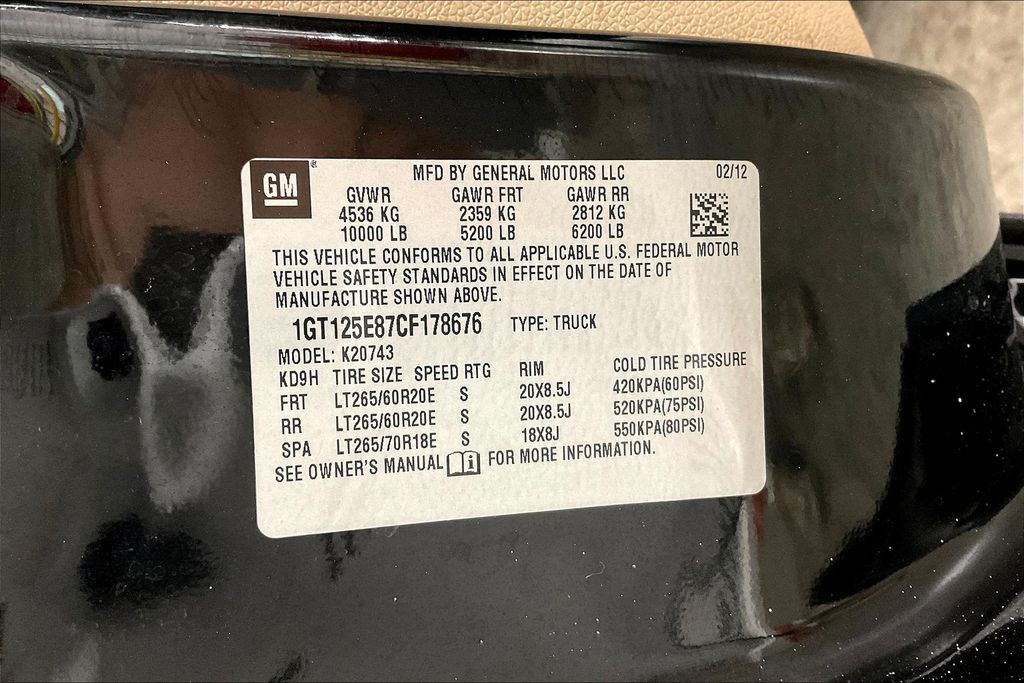 GM
MFD BY GENERAL MOTORS LLC 02/12
GVWR GAWR FRT GAWR RR
4536 KG 2359 KG 2812 KG
10000 LB 5200 LB 6200 LB
THIS VEHICLE CONFORMS TO ALL APPLICABLE U.S. FEDERAL MOTOR
VEHICLE SAFETY STANDARDS IN EFFECT ON THE DATE OF
MANUFACTURE SHOWN ABOVE.
1GT125E87CF178676 TYPE: TRUCK
MODEL: K20743
KD9H TIRE SIZE SPEED RTG RIM COLD TIRE PRESSURE
FRT LT265/60R20E S 20X8.5J 420KPA(60PSI)
RR LT265/60R20E S 20X8.5J 520KPA(75PSI)
SPA LT265/70R18E S 18X8J 550KPA(80PSI)
SEE OWNER'S MANUAL i FOR MORE INFORMATION.